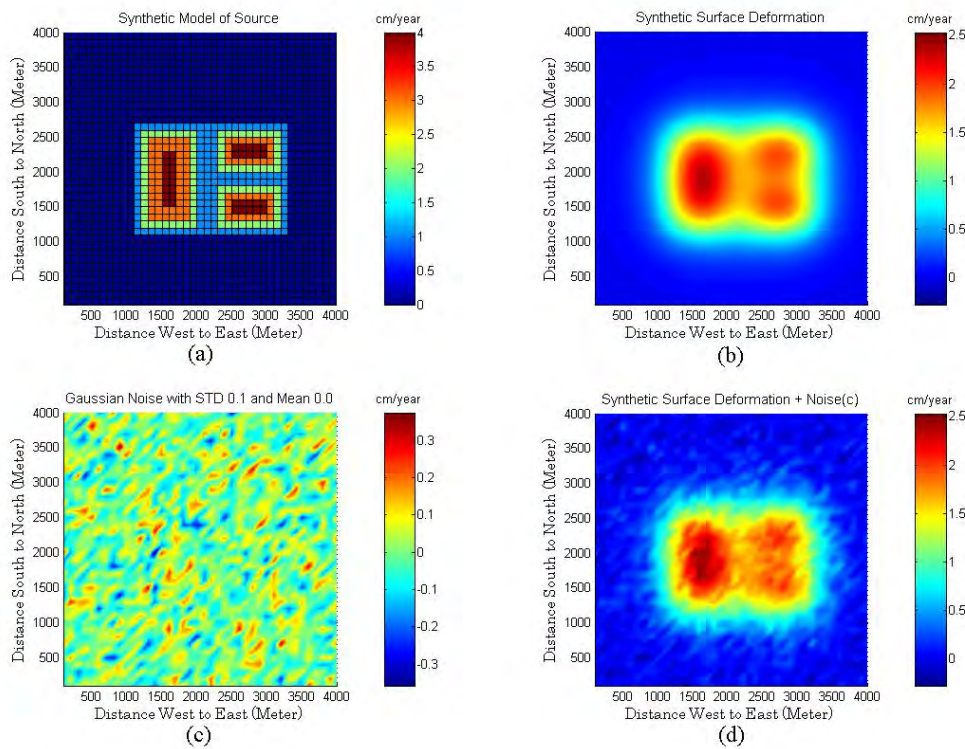 Synthetic Model of Source
cm/year
4000
3500
3000
2500
2000
1500
1000
500
Distance South to North (Meter)
500 1000 1500 2000 2500 3000 3500 4000
Distance West to East (Meter)
4
3.5
3
2.5
2
1.5
1
0.5
0
(a)
Synthetic Surface Deformation
cm/year
4000
3500
3000
2500
2000
1500
1000
500
Distance South to North (Meter)
500 1000 1500 2000 2500 3000 3500 4000
Distance West to East (Meter)
2.5
2
1.5
1
0.5
0
(b)
Gaussian Noise with STD 0.1 and Mean 0.0
cm/year
4000
3500
3000
2500
2000
1500
1000
500
Distance South to North (Meter)
500 1000 1500 2000 2500 3000 3500 4000
Distance West to East (Meter)
0.3
0.2
0.1
0
-0.1
-0.2
-0.3
(c)
Synthetic Surface Deformation + Noise(c)
cm/year
4000
3500
3000
2500
2000
1500
1000
500
Distance South to North (Meter)
500 1000 1500 2000 2500 3000 3500 4000
Distance West to East (Meter)
2.5
2
1.5
1
0.5
0
(d)